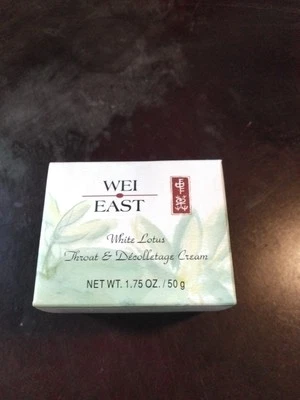 WEI
EAST
White Lotus
Throat & Décolletage Cream
NET WT. 1.75 OZ. / 50 g